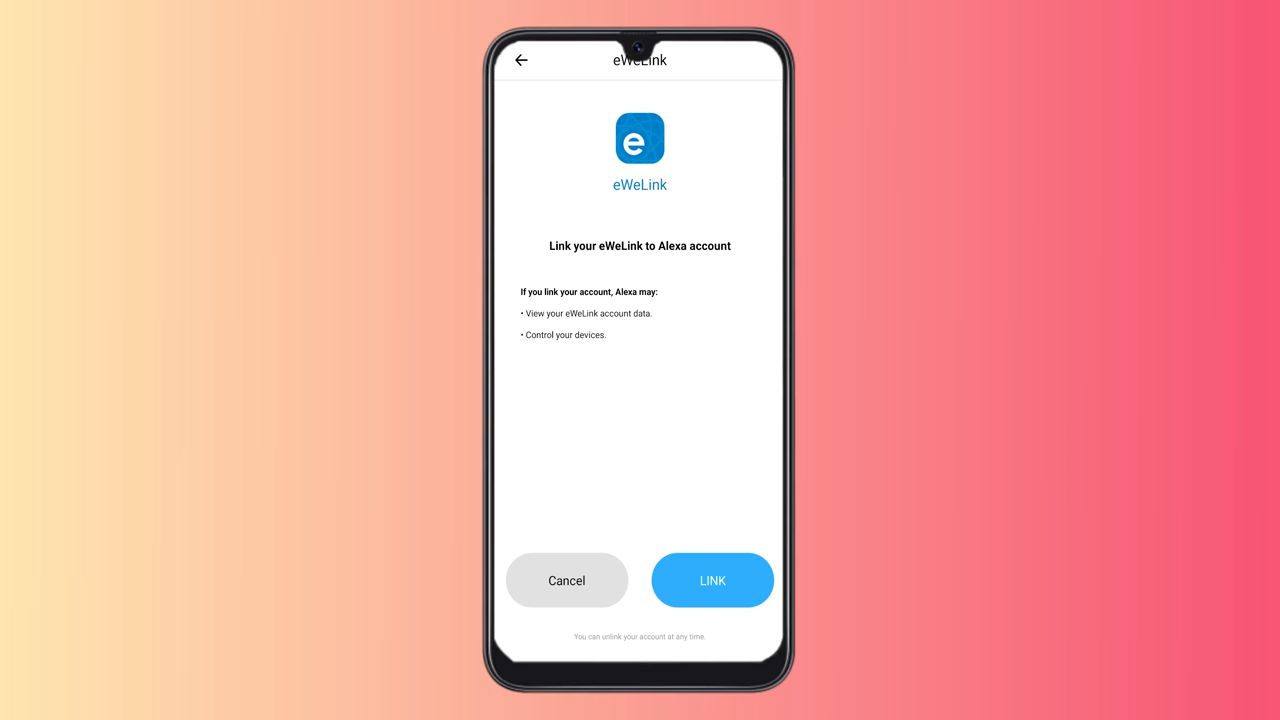 eWeLink
e
eWeLink
Link your eWeLink to Alexa account
If you link your account, Alexa may:
• View your eWeLink account data.
• Control your devices.
Cancel
LINK
You can unlink your account at any time.